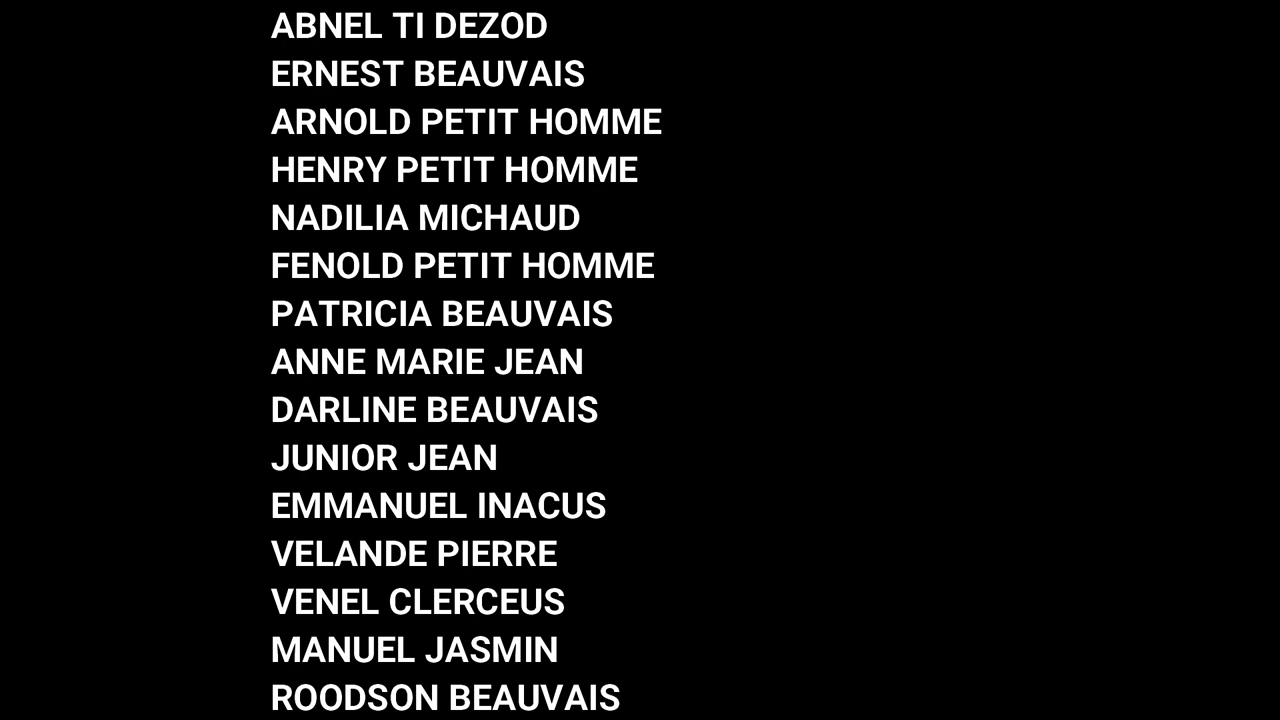 ABNEL TI DEZOD
ERNEST BEAUVAIS
ARNOLD PETIT HOMME
HENRY PETIT HOMME
NADILIA MICHAUD
FENOLD PETIT HOMME
PATRICIA BEAUVAIS
ANNE MARIE JEAN
DARLINE BEAUVAIS
JUNIOR JEAN
EMMANUEL INACUS
VELANDE PIERRE
VENEL CLERCEUS
MANUEL JASMIN
ROODSON BEAUVAIS